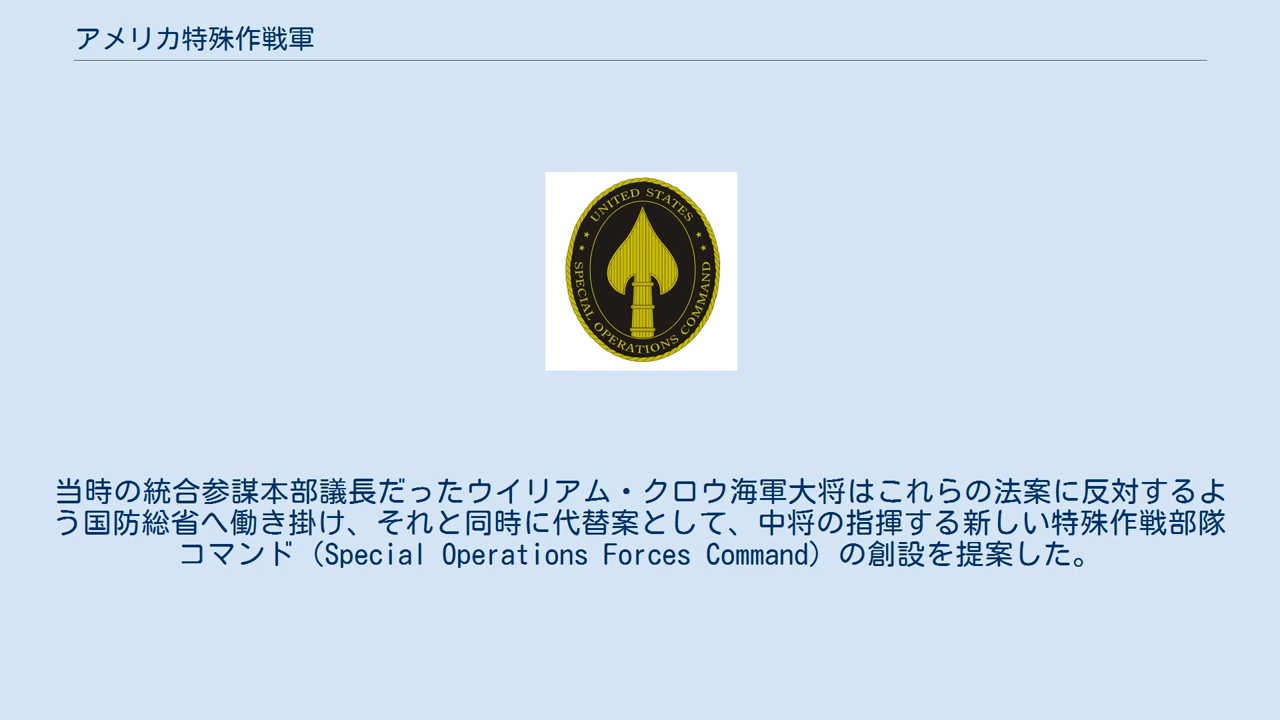 アメリカ特殊作戦軍
UNITED STATES
SPECIAL OPERATIONS COMMAND
当時の統合参謀本部議長だったウイリアム・クロウ海軍大将はこれらの法案に反対するよ
う国防総省へ働き掛け、それと同時に代替案として、中将の指揮する新しい特殊作戦部隊
コマンド（Special Operations Forces Command）の創設を提案した。